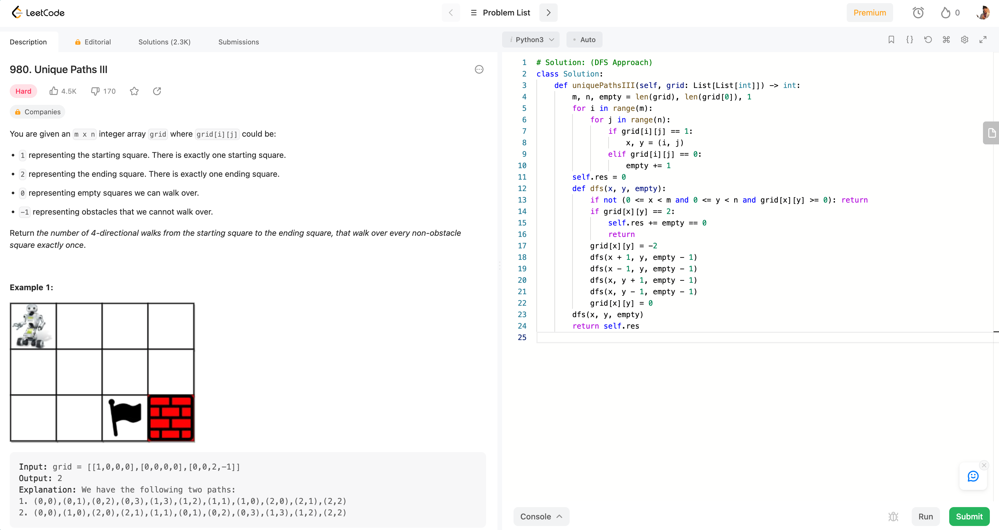 LeetCode
Problem List
Premium
0
Description
Editorial
Solutions (2.3K)
Submissions
980. Unique Paths III
Hard
4.5K
170
Companies
You are given an m x n integer array grid where grid[i][j] could be:
• 1 representing the starting square. There is exactly one starting square.
• 2 representing the ending square. There is exactly one ending square.
• 0 representing empty squares we can walk over.
• -1 representing obstacles that we cannot walk over.
Return the number of 4-directional walks from the starting square to the ending square, that walk over every non-obstacle
square exactly once.
Example 1:
Input: grid = [[1,0,0,0],[0,0,0,0],[0,0,2,-1]]
Output: 2
Explanation: We have the following two paths:
1. (0,0),(0,1),(0,2),(0,3),(1,3),(1,2),(1,1),(1,0),(2,0),(2,1),(2,2)
2. (0,0),(1,0),(2,0),(2,1),(1,1),(0,1),(0,2),(0,3),(1,3),(1,2),(2,2)
i Python3
• Auto
{}
1 # Solution: (DFS Approach)
2 class Solution:
3     def uniquePathsIII(self, grid: List[List[int]]) -> int:
4         m, n, empty = len(grid), len(grid[0]), 1
5         for i in range(m):
6             for j in range(n):
7                 if grid[i][j] == 1:
8                     x, y = (i, j)
9                 elif grid[i][j] == 0:
10                     empty += 1
11         self.res = 0
12         def dfs(x, y, empty):
13             if not (0 <= x < m and 0 <= y < n and grid[x][y] >= 0): return
14             if grid[x][y] == 2:
15                 self.res += empty == 0
16                 return
17             grid[x][y] = -2
18             dfs(x + 1, y, empty - 1)
19             dfs(x - 1, y, empty - 1)
20             dfs(x, y + 1, empty - 1)
21             dfs(x, y - 1, empty - 1)
22             grid[x][y] = 0
23         dfs(x, y, empty)
24         return self.res
25
Console
Run
Submit